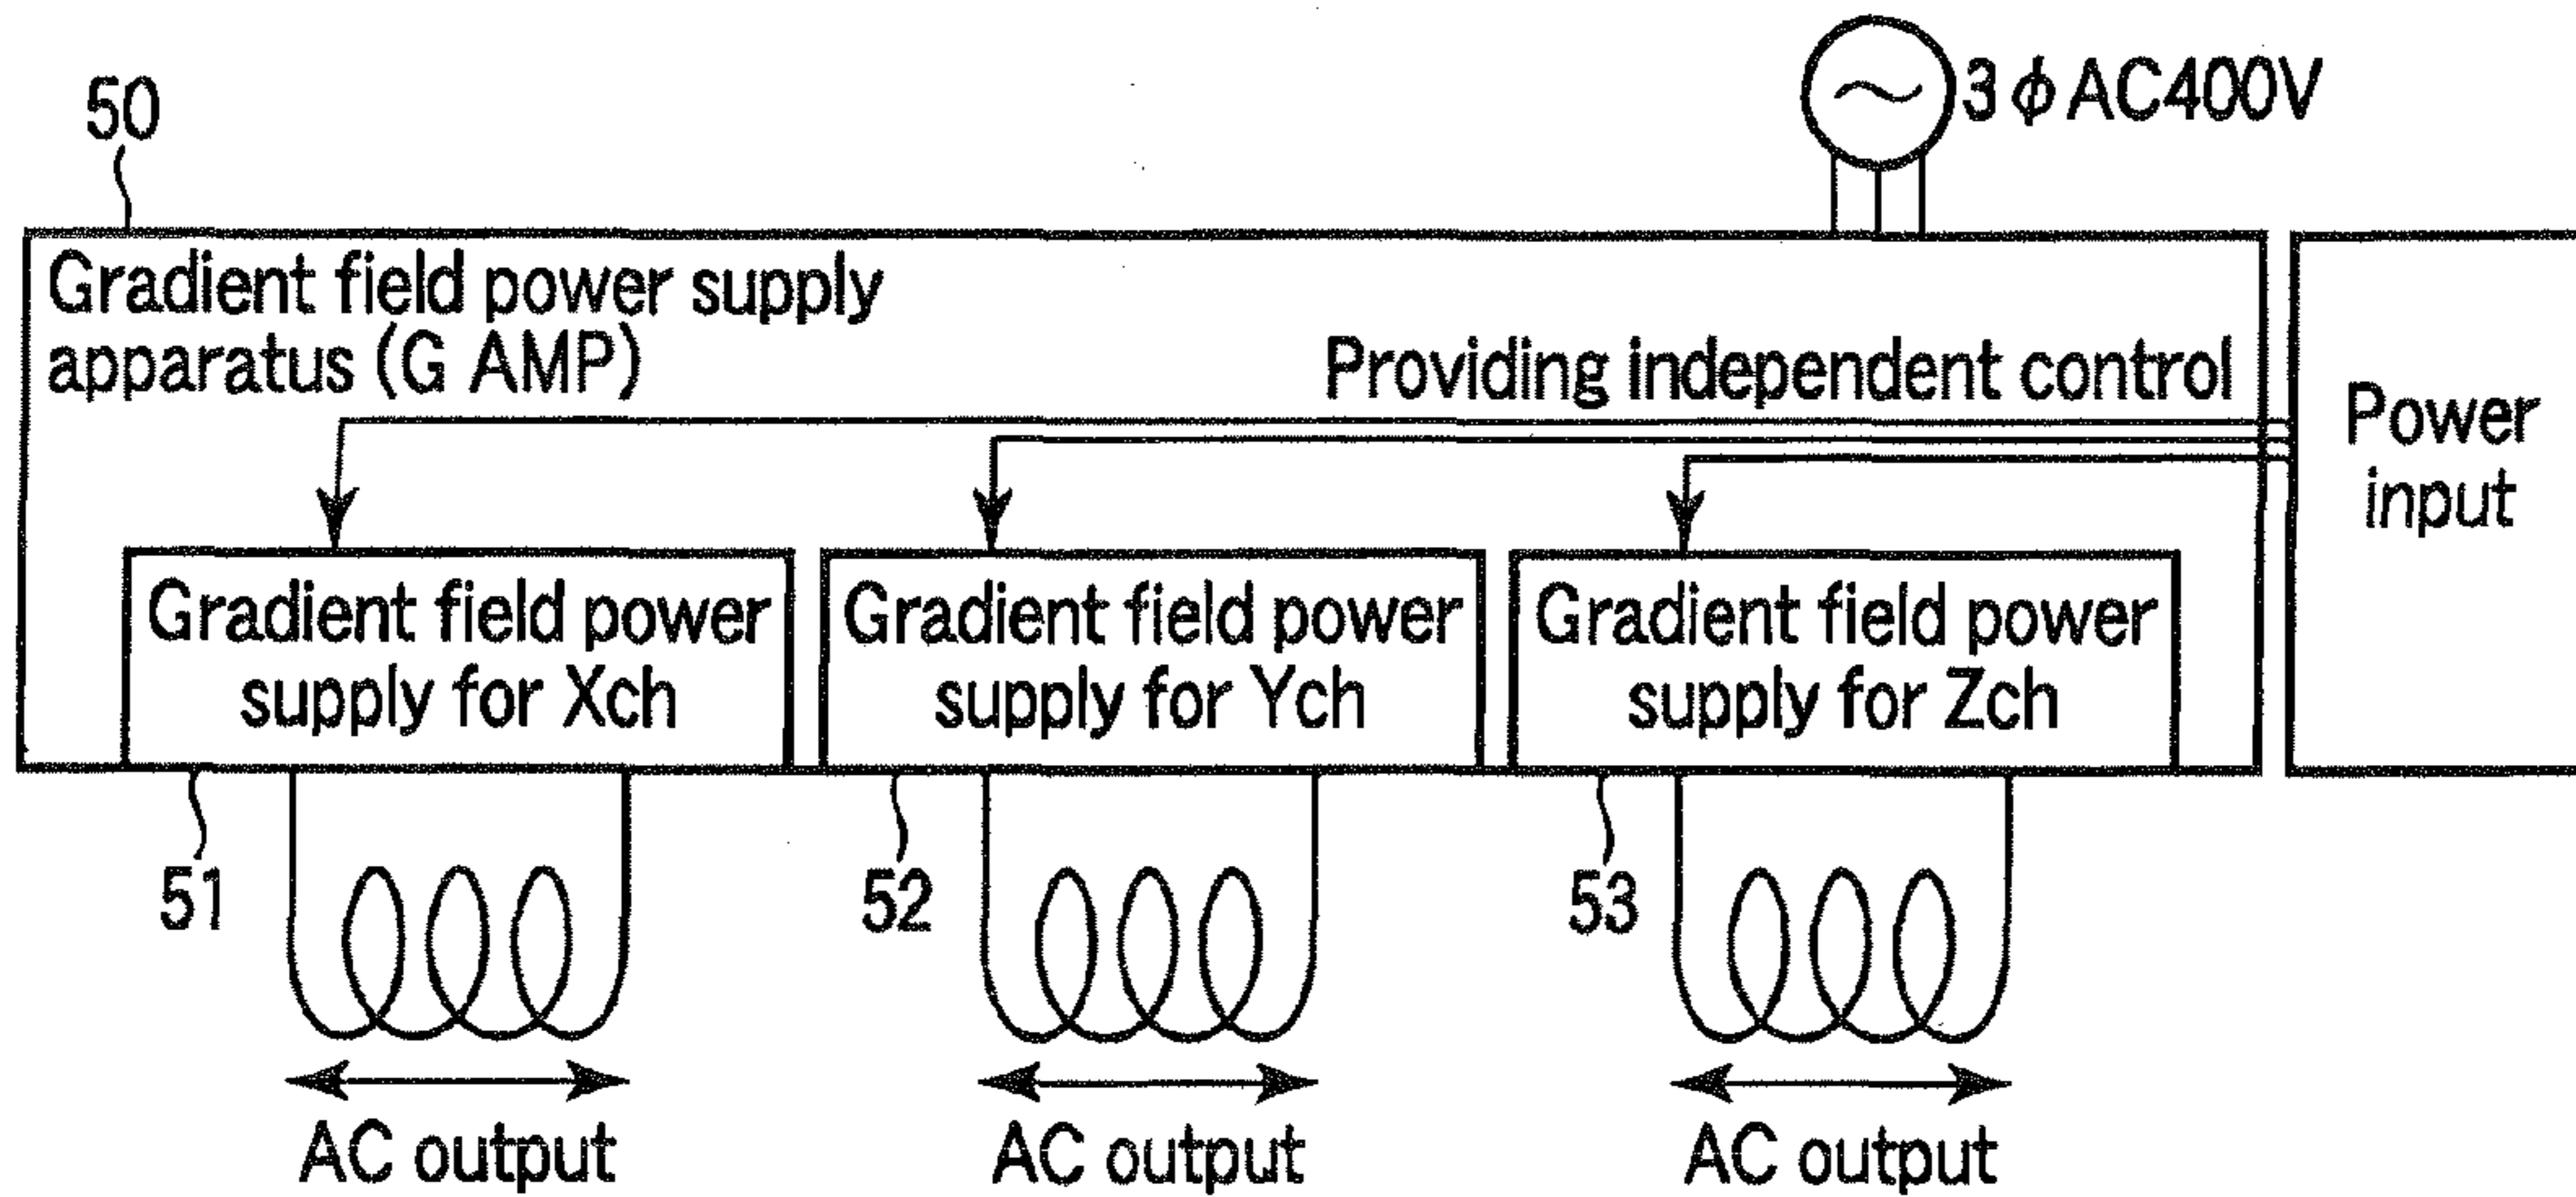 50
3 ϕ AC400V
Gradient field power supply
apparatus (G AMP)
Providing independent control
Power
input
Gradient field power
supply for Xch
Gradient field power
supply for Ych
Gradient field power
supply for Zch
51
52
53
AC output
AC output
AC output